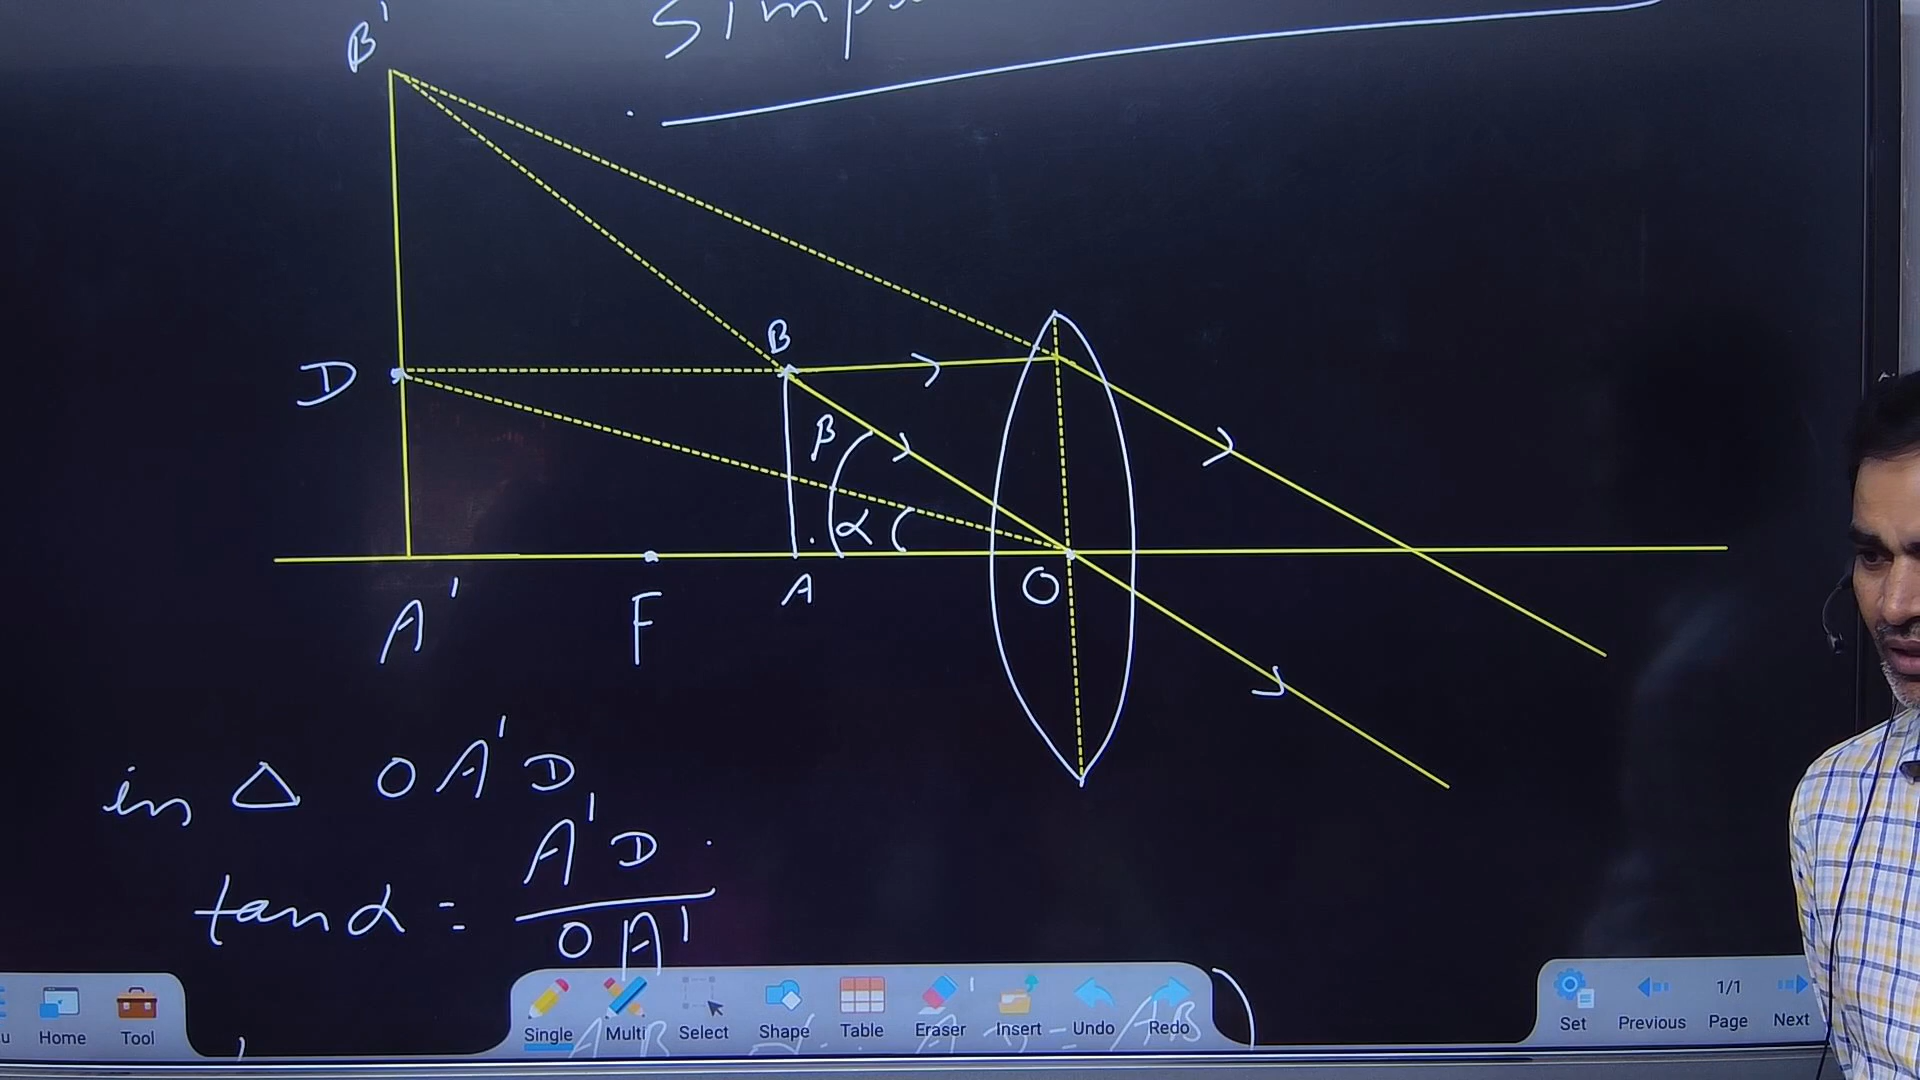 B'
D
B
β
α
A'
F
A
O
in Δ OA'D,
tanα = A'D / OA'
Home
Tool
Single
Multi
Select
Shape
Table
Eraser
Insert
Undo
Redo
Set
Previous
1/1
Page
Next